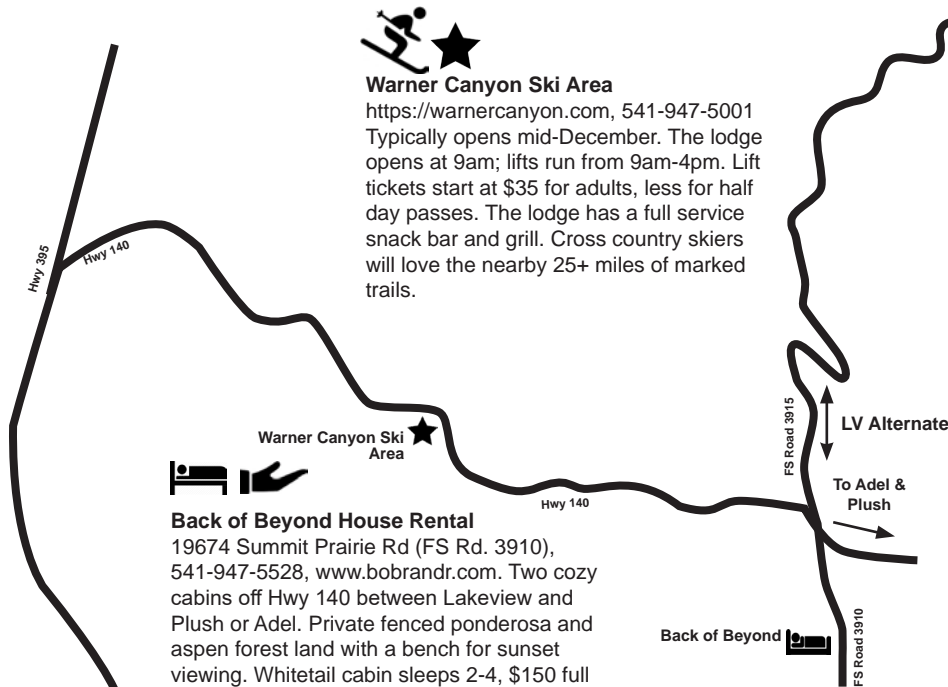 Warner Canyon Ski Area
https://warnercanyon.com, 541-947-5001
Typically opens mid-December. The lodge
opens at 9am; lifts run from 9am-4pm. Lift
tickets start at $35 for adults, less for half
day passes. The lodge has a full service
snack bar and grill. Cross country skiers
will love the nearby 25+ miles of marked
trails.
Hwy 395
Hwy 140
FS Road 3915
LV Alternate
Warner Canyon Ski
Area
To Adel &
Plush
Hwy 140
Back of Beyond House Rental
19674 Summit Prairie Rd (FS Rd. 3910),
541-947-5528, www.bobrandr.com. Two cozy
cabins off Hwy 140 between Lakeview and
Plush or Adel. Private fenced ponderosa and
aspen forest land with a bench for sunset
viewing. Whitetail cabin sleeps 2-4, $150 full
Back of Beyond
FS Road 3910